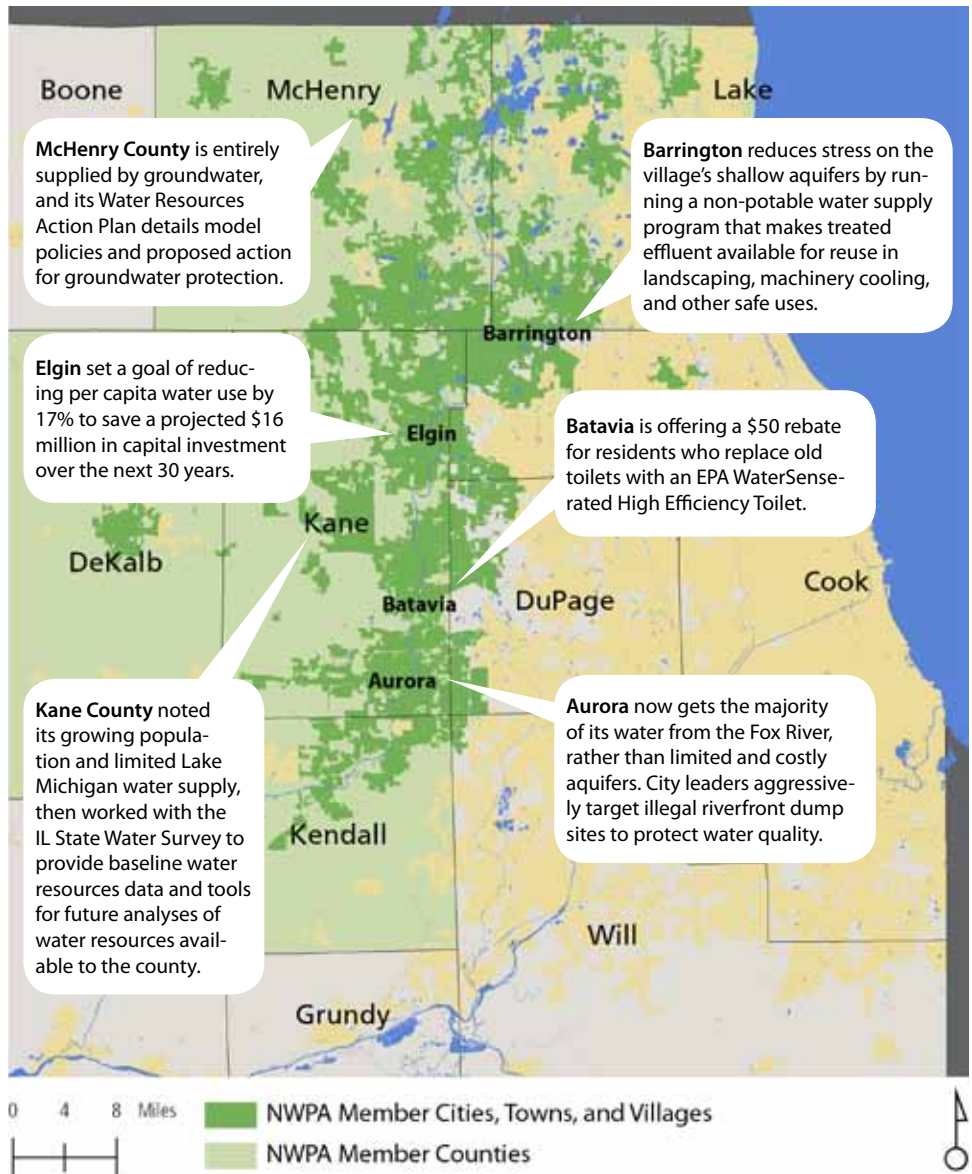 Boone
McHenry
Lake
McHenry County is entirely
supplied by groundwater,
and its Water Resources
Action Plan details model
policies and proposed action
for groundwater protection.
Barrington reduces stress on the
village's shallow aquifers by run-
ning a non-potable water supply
program that makes treated
effluent available for reuse in
landscaping, machinery cooling,
and other safe uses.
Barrington
Elgin set a goal of reduc-
ing per capita water use by
17% to save a projected $16
million in capital investment
over the next 30 years.
Elgin
Batavia is offering a $50 rebate
for residents who replace old
toilets with an EPA WaterSense-
rated High Efficiency Toilet.
Kane
DeKalb
Cook
Batavia
DuPage
Aurora
Kane County noted
its growing popula-
tion and limited Lake
Michigan water supply,
then worked with the
IL State Water Survey to
provide baseline water
resources data and tools
for future analyses of
water resources avail-
able to the county.
Aurora now gets the majority
of its water from the Fox River,
rather than limited and costly
aquifers. City leaders aggressive-
ly target illegal riverfront dump
sites to protect water quality.
Kendall
Will
Grundy
0 4 8 Miles
NWPA Member Cities, Towns, and Villages
NWPA Member Counties